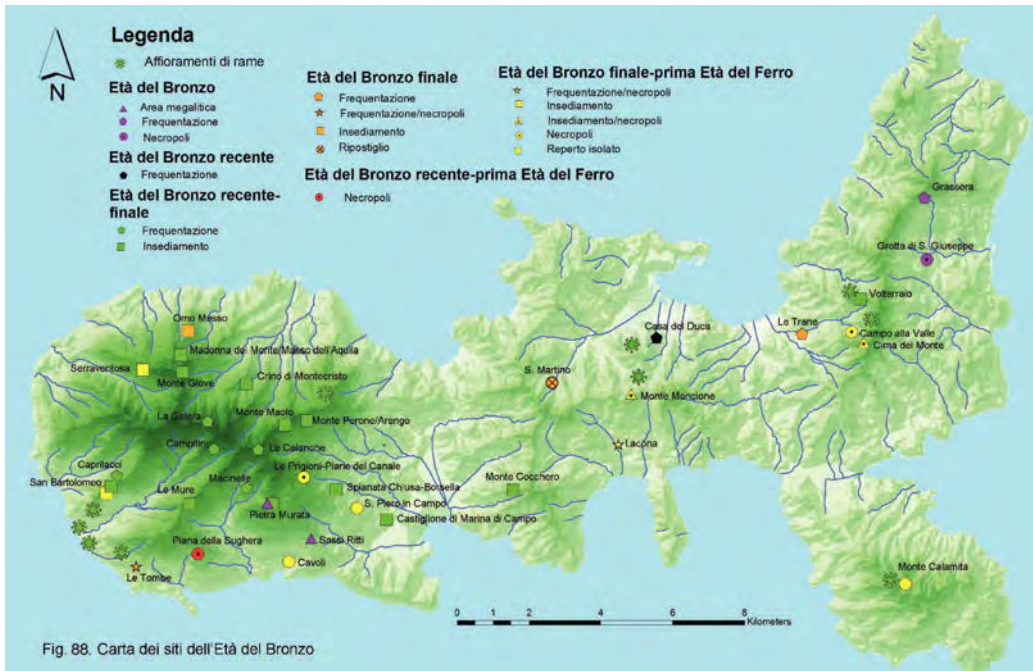 Legenda
Affioramenti di rame
Età del Bronzo
Area megalitica
Frequentazione
Necropoli
Età del Bronzo recente
Frequentazione
Età del Bronzo recente-
finale
Frequentazione
Insediamento
Età del Bronzo finale
Frequentazione
Frequentazione/necropoli
Insediamento
Ripostiglio
Età del Bronzo recente-prima Età del Ferro
Necropoli
Età del Bronzo finale-prima Età del Ferro
Frequentazione/necropoli
Insediamento
Insediamento/necropoli
Necropoli
Reperto isolato
N
Grassera
Grotta di S. Giuseppe
Volterraio
Le Trane
Campo alla Valle
Cima del Monte
Casa del Duca
S. Martino
Monte Moncione
Lacona
Monte Cocchero
Omo Masso
Madonna del Monte/Masso dell'Aquila
Serraventosa
Monte Giove
Crino di Montecristo
La Galera
Monte Maolo
Monte Perone/Arengo
Campitini
Le Calanche
Caprilacci
Le Prigioni-Piane del Canale
San Bartolomeo
Macinelle
Spianata Chiusa-Bonsella
Le Mure
Pietra Murata
S. Piero in Campo
Castiglione di Marina di Campo
Sassi Ritti
Piana della Sughera
Cavoli
Le Tombe
Monte Calamita
0 1 2 4 6 8
Kilometers
Fig. 88. Carta dei siti dell'Età del Bronzo